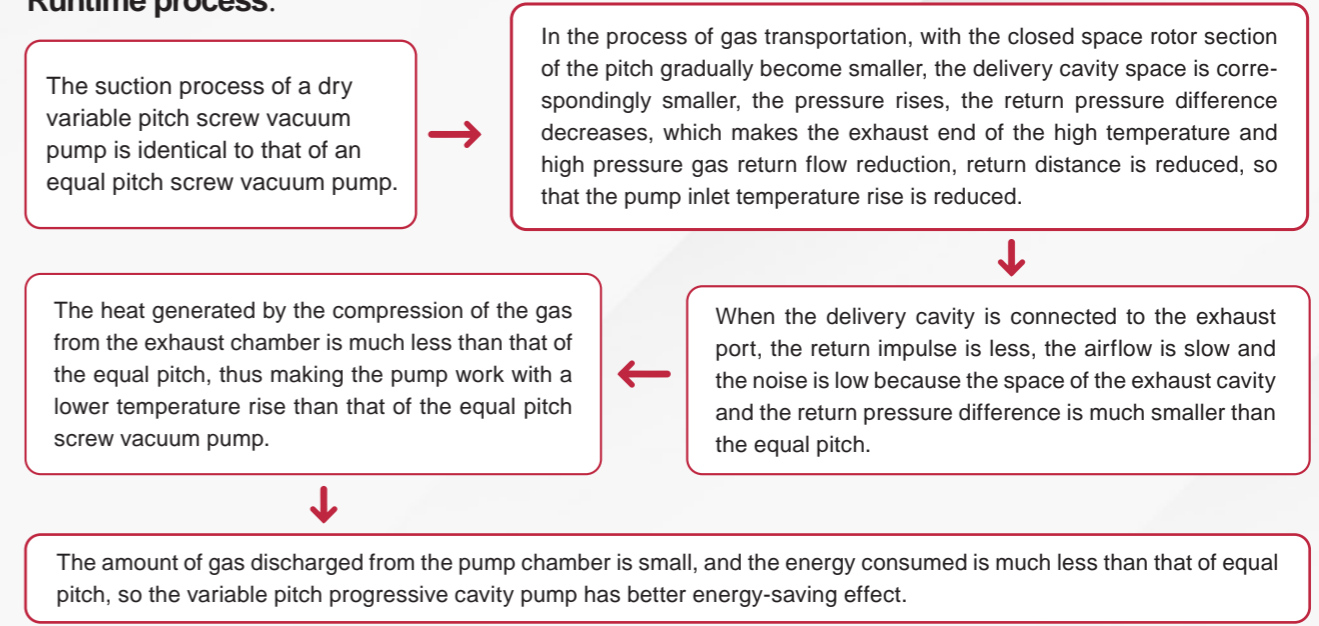 Runtime process:
The suction process of a dry
variable pitch screw vacuum
pump is identical to that of an
equal pitch screw vacuum pump.
In the process of gas transportation, with the closed space rotor section
of the pitch gradually become smaller, the delivery cavity space is corre-
spondingly smaller, the pressure rises, the return pressure difference
decreases, which makes the exhaust end of the high temperature and
high pressure gas return flow reduction, return distance is reduced, so
that the pump inlet temperature rise is reduced.
When the delivery cavity is connected to the exhaust
port, the return impulse is less, the airflow is slow and
the noise is low because the space of the exhaust cavity
and the return pressure difference is much smaller than
the equal pitch.
The heat generated by the compression of the gas
from the exhaust chamber is much less than that of
the equal pitch, thus making the pump work with a
lower temperature rise than that of the equal pitch
screw vacuum pump.
The amount of gas discharged from the pump chamber is small, and the energy consumed is much less than that of equal
pitch, so the variable pitch progressive cavity pump has better energy-saving effect.